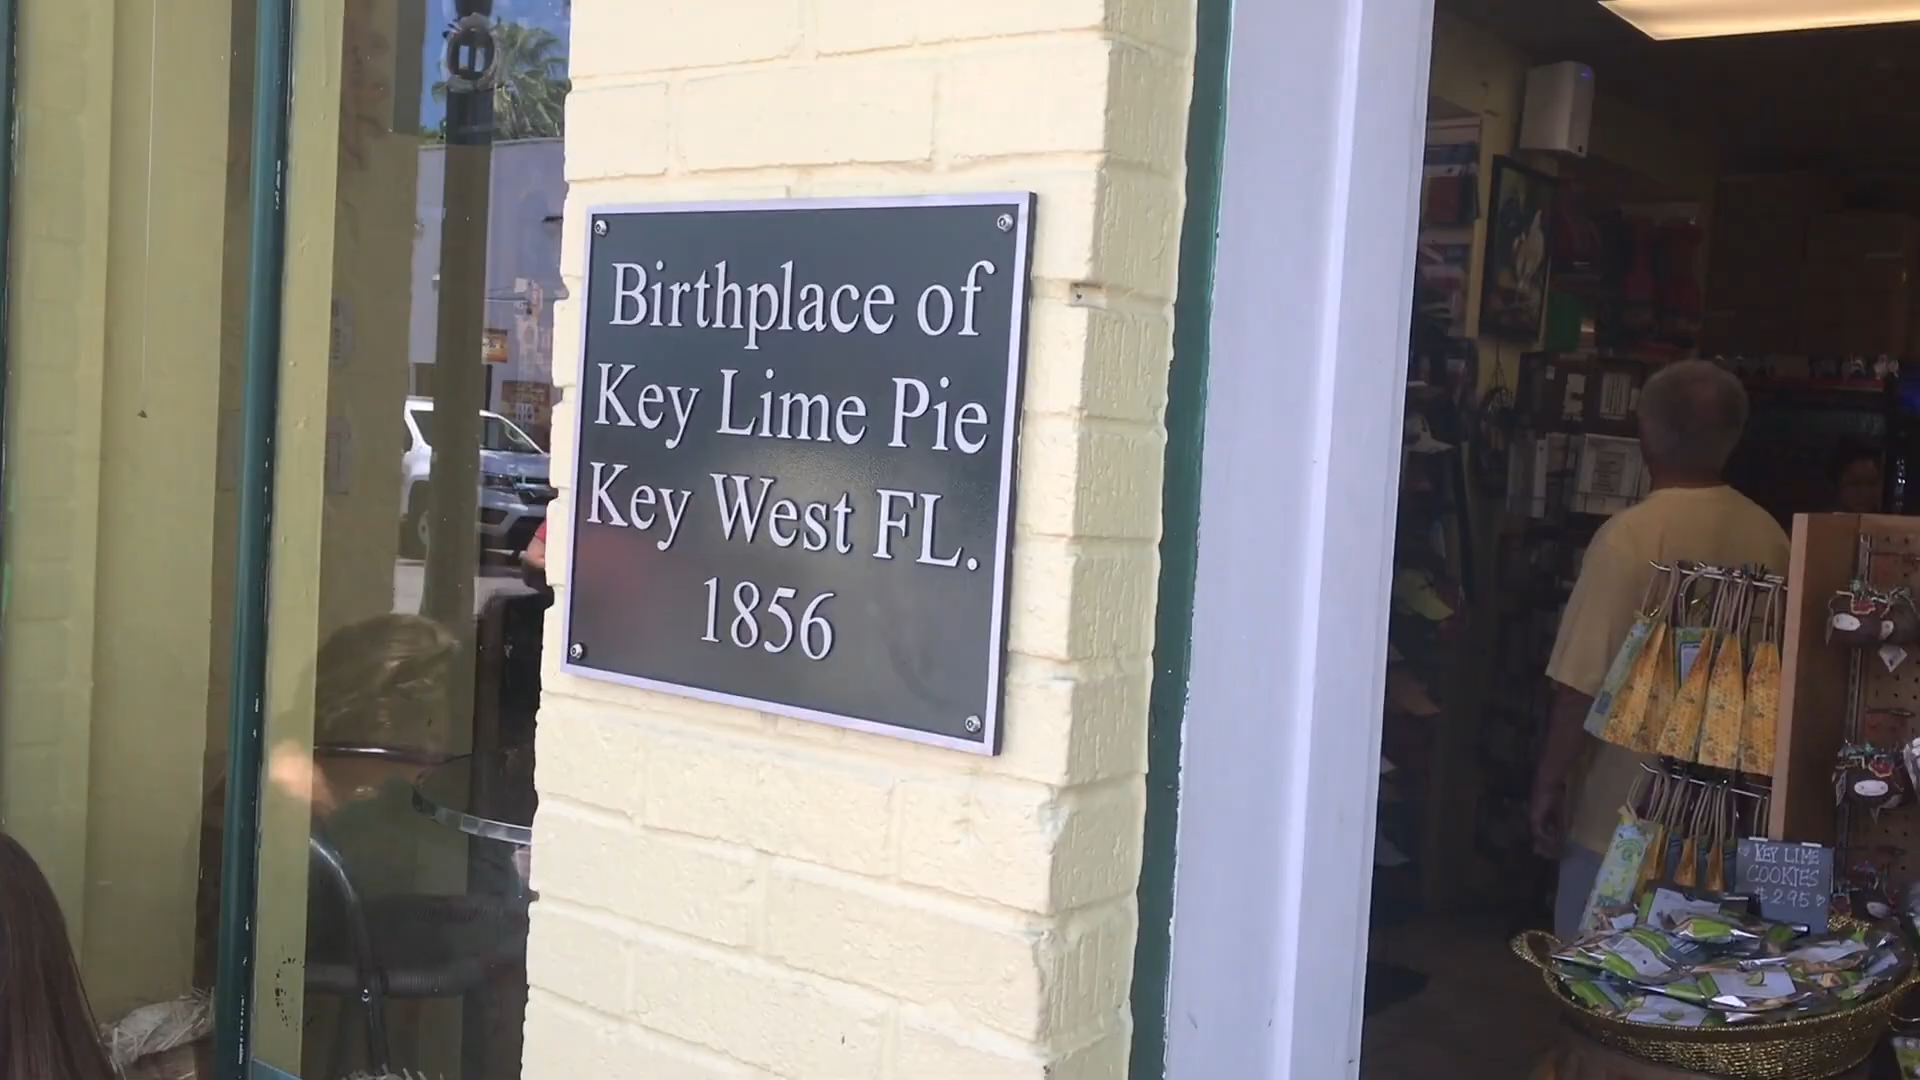 Birthplace of
Key Lime Pie
Key West FL.
1856
KEY LIME
COOKIES
$2.95